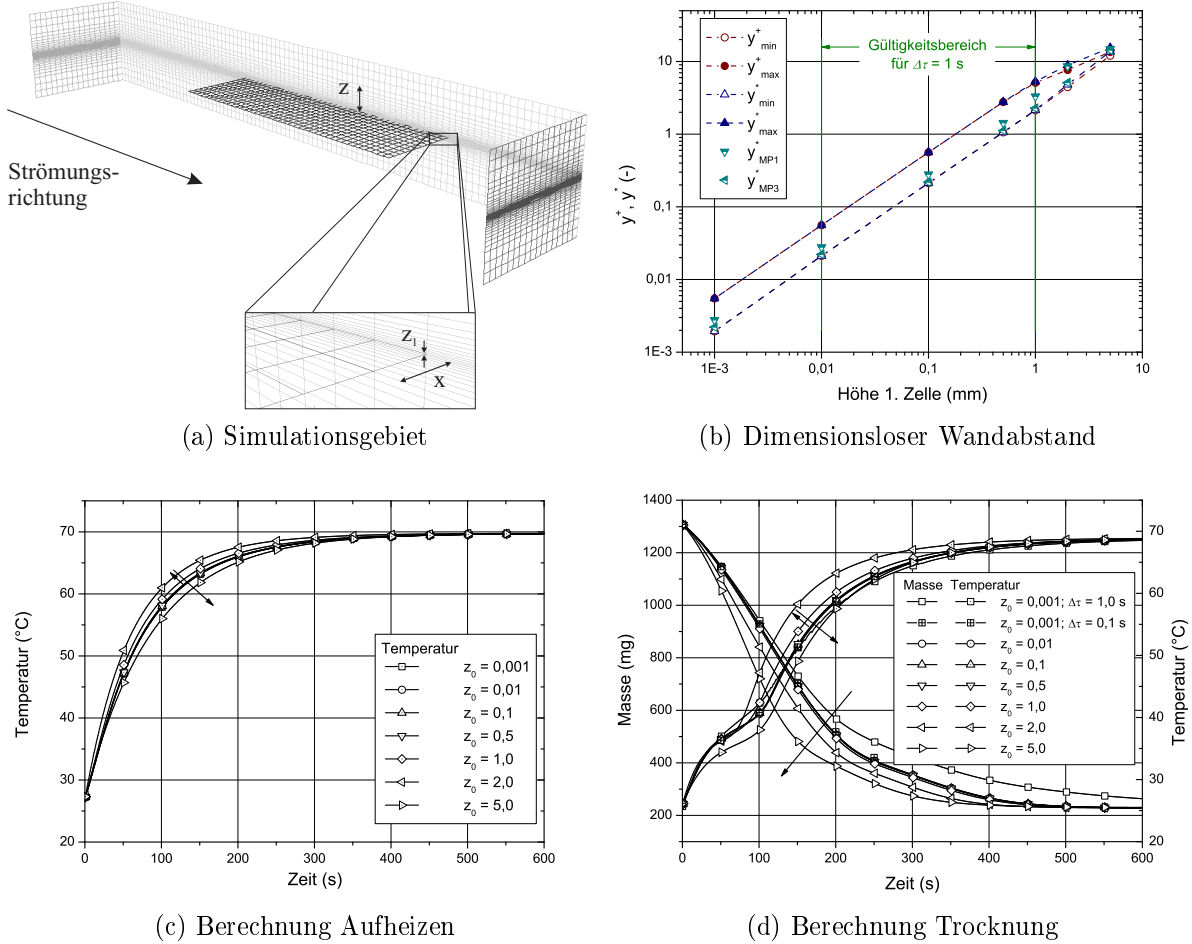 z
Strömungs-
richtung
z1
x
(a) Simulationsgebiet
y+min
y+max
y*min
y*max
y*MP1
y*MP3
Gültigkeitsbereich
für Δτ = 1 s
10
1
0,1
0,01
1E-3
y+, y* (-)
1E-3 0,01 0,1 1 10
Höhe 1. Zelle (mm)
(b) Dimensionsloser Wandabstand
70
60
50
40
30
20
Temperatur (°C)
Temperatur
z0 = 0,001
z0 = 0,01
z0 = 0,1
z0 = 0,5
z0 = 1,0
z0 = 2,0
z0 = 5,0
0 100 200 300 400 500 600
Zeit (s)
(c) Berechnung Aufheizen
1400
1200
1000
800
600
400
200
Masse (mg)
Masse Temperatur
z0 = 0,001; Δτ = 1,0 s
z0 = 0,001; Δτ = 0,1 s
z0 = 0,01
z0 = 0,1
z0 = 0,5
z0 = 1,0
z0 = 2,0
z0 = 5,0
70
60
50
40
30
20
Temperatur (°C)
0 100 200 300 400 500 600
Zeit (s)
(d) Berechnung Trocknung